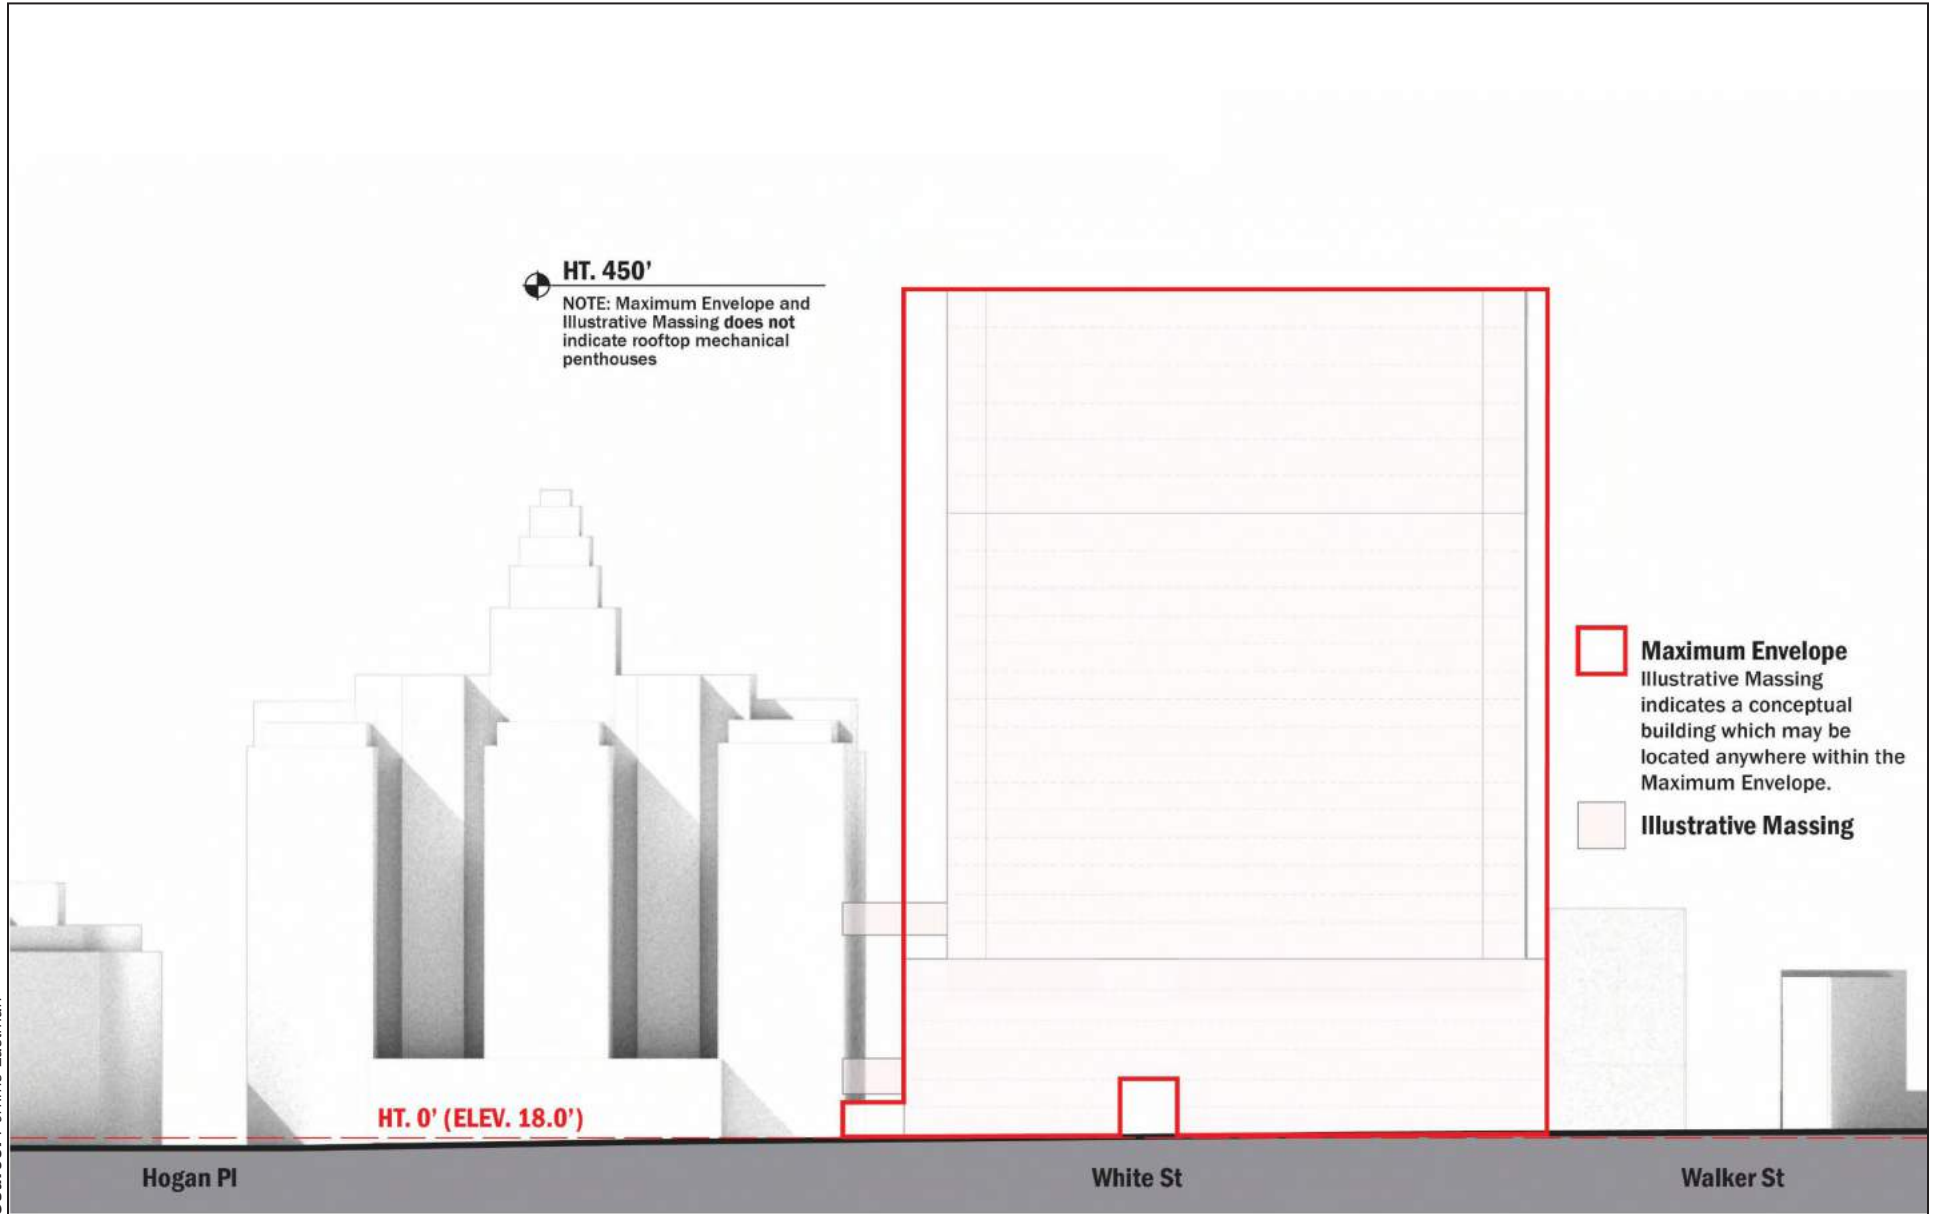 HT. 450’
NOTE: Maximum Envelope and
Illustrative Massing does not
indicate rooftop mechanical
penthouses
Maximum Envelope
Illustrative Massing
indicates a conceptual
building which may be
located anywhere within the
Maximum Envelope.
Illustrative Massing
HT. 0’ (ELEV. 18.0’)
Hogan Pl
White St
Walker St